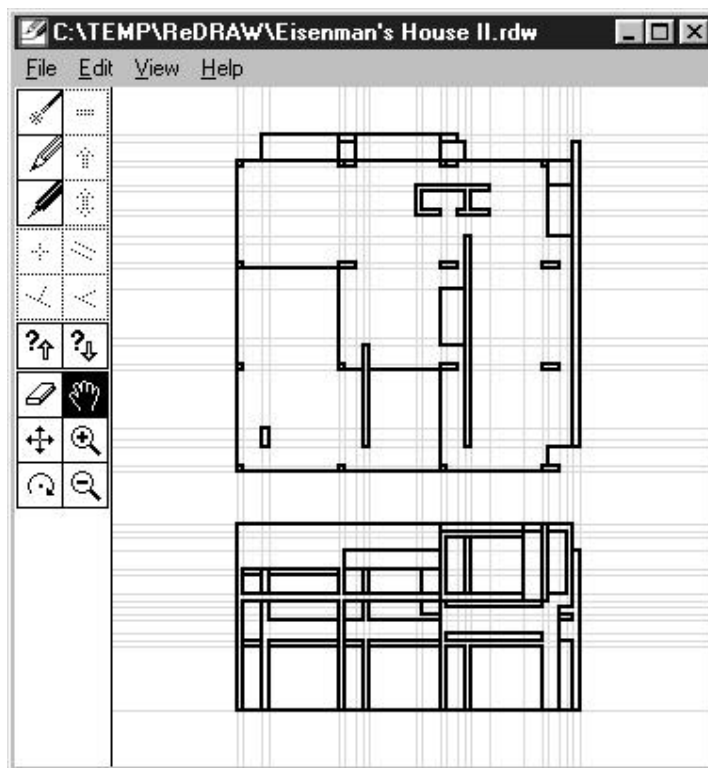 C:\TEMP\ReDRAW\Eisenman's House II.rdw
File Edit View Help
?
?